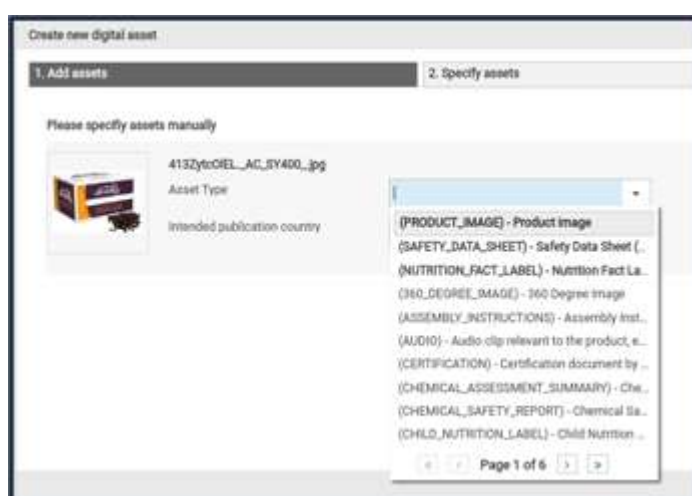 Create new digital asset
1. Add assets
2. Specify assets
Please specifiy assets manually
413ZytcOlEL._AC_SY400_.jpg
Asset Type
Intended publication country
(PRODUCT_IMAGE) - Product image
(SAFETY_DATA_SHEET) - Safety Data Sheet (..
(NUTRITION_FACT_LABEL) - Nutrition Fact La..
(360_DEGREE_IMAGE) - 360 Degree Image
(ASSEMBLY_INSTRUCTIONS) - Assembly Inst...
(AUDIO) - Audio clip relevant to the product, e...
(CERTIFICATION) - Certification document by ...
(CHEMICAL_ASSESSMENT_SUMMARY) - Che...
(CHEMICAL_SAFETY_REPORT) - Chemical Sa...
(CHILD_NUTRITION_LABEL) - Child Nutrition ...
Page 1 of 6